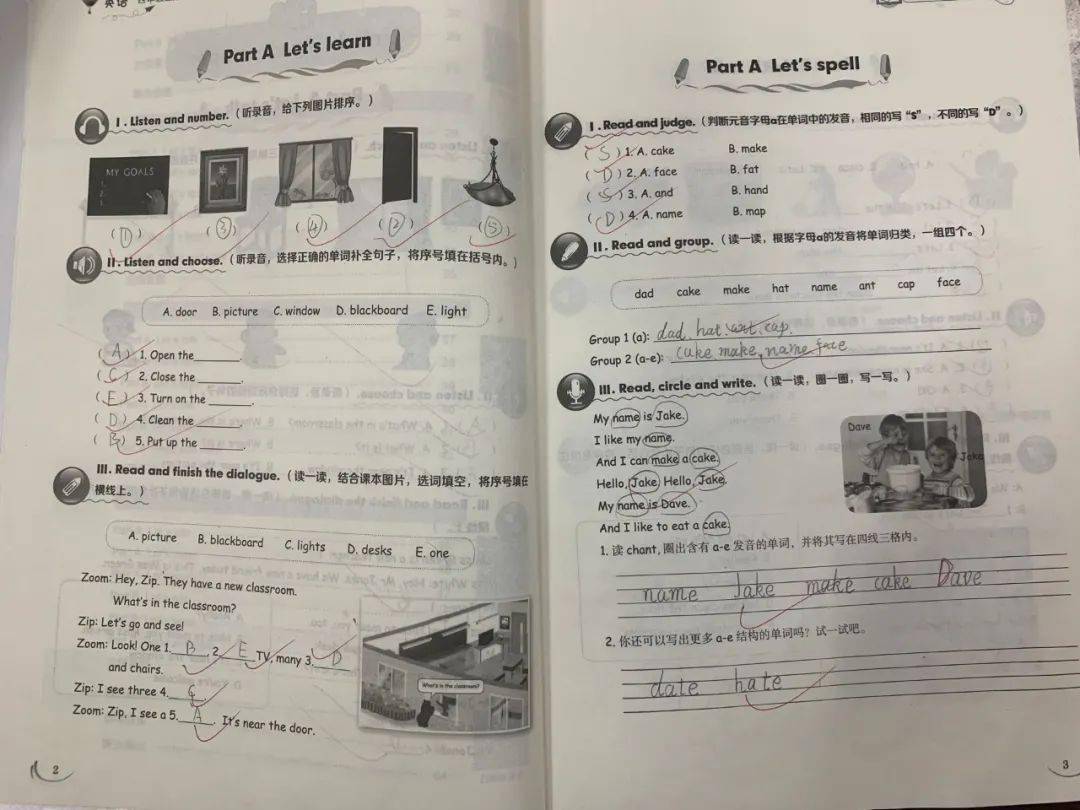 英语
Part A Let's learn
I. Listen and number.(听录音,给下列图片排序。)
MY GOALS
1.
2.
3.
(①) (③) (④) (②) (⑤)
II. Listen and choose.(听录音,选择正确的单词补全句子,将序号填在括号内。)
A. door B. picture C. window D. blackboard E. light
(A) 1. Open the ______.
(C) 2. Close the ______.
(E) 3. Turn on the ______.
(D) 4. Clean the ______.
(B) 5. Put up the ______.
III. Read and finish the dialogue.(读一读,结合课本图片,选词填空,将序号填在
横线上。)
A. picture B. blackboard C. lights D. desks E. one
Zoom: Hey, Zip. They have a new classroom.
What's in the classroom?
Zip: Let's go and see!
Zoom: Look! One 1. B , 2. E TV, many 3. D
and chairs.
Zip: I see three 4. C .
Zoom: Zip, I see a 5. A . It's near the door.
What's in the classroom?
2
Part A Let's spell
I. Read and judge.(判断元音字母a在单词中的发音,相同的写“S”,不同的写“D”。)
(S) 1. A. cake B. make
(D) 2. A. face B. fat
(S) 3. A. and B. hand
(D) 4. A. name B. map
II. Read and group.(读一读,根据字母a的发音将单词归类,一组四个。)
dad cake make hat name ant cap face
Group 1 (a): dad. hat. ant. cap.
Group 2 (a-e): cake make, name face
III. Read, circle and write.(读一读,圈一圈,写一写。)
My name is Jake.
I like my name.
And I can make a cake.
Hello, Jake. Hello, Jake.
My name is Dave.
And I like to eat a cake.
Dave
Jake
1. 读 chant, 圈出含有 a-e 发音的单词,并将其写在四线三格内。
name Jake make cake Dave
2. 你还可以写出更多 a-e 结构的单词吗?试一试吧。
date hate
3